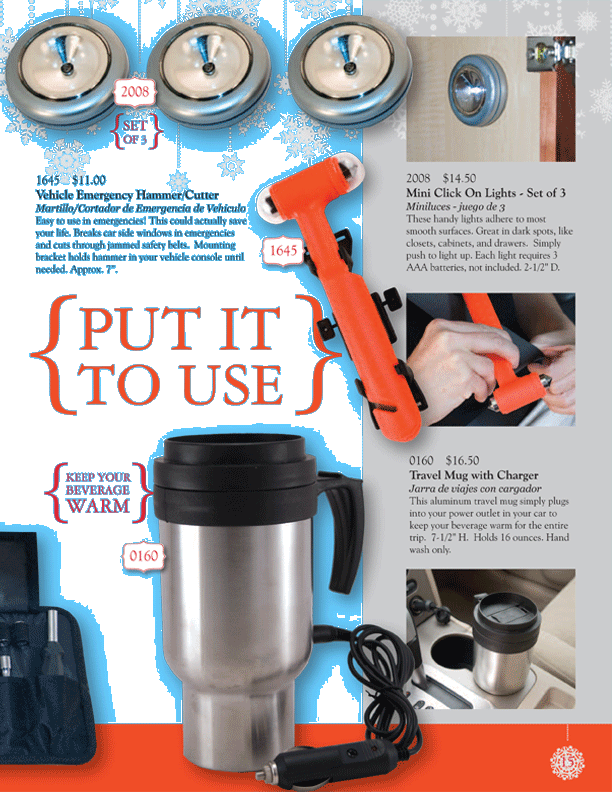 2008
SET
OF 3
1645 $11.00
Vehicle Emergency Hammer/Cutter
Martillo/Cortador de Emergencia de Vehículo
Easy to use in emergencies! This could actually save
your life. Breaks car side windows in emergencies
and cuts through jammed safety belts. Mounting
bracket holds hammer in your vehicle console until
needed. Approx. 7".
1645
2008 $14.50
Mini Click On Lights - Set of 3
Miniluces - juego de 3
These handy lights adhere to most
smooth surfaces. Great in dark spots, like
closets, cabinets, and drawers. Simply
push to light up. Each light requires 3
AAA batteries, not included. 2-1/2" D.
{PUT IT
TO USE}
KEEP YOUR
BEVERAGE
WARM
0160
0160 $16.50
Travel Mug with Charger
Jarra de viajes con cargador
This aluminum travel mug simply plugs
into your power outlet in your car to
keep your beverage warm for the entire
trip. 7-1/2" H. Holds 16 ounces. Hand
wash only.
15